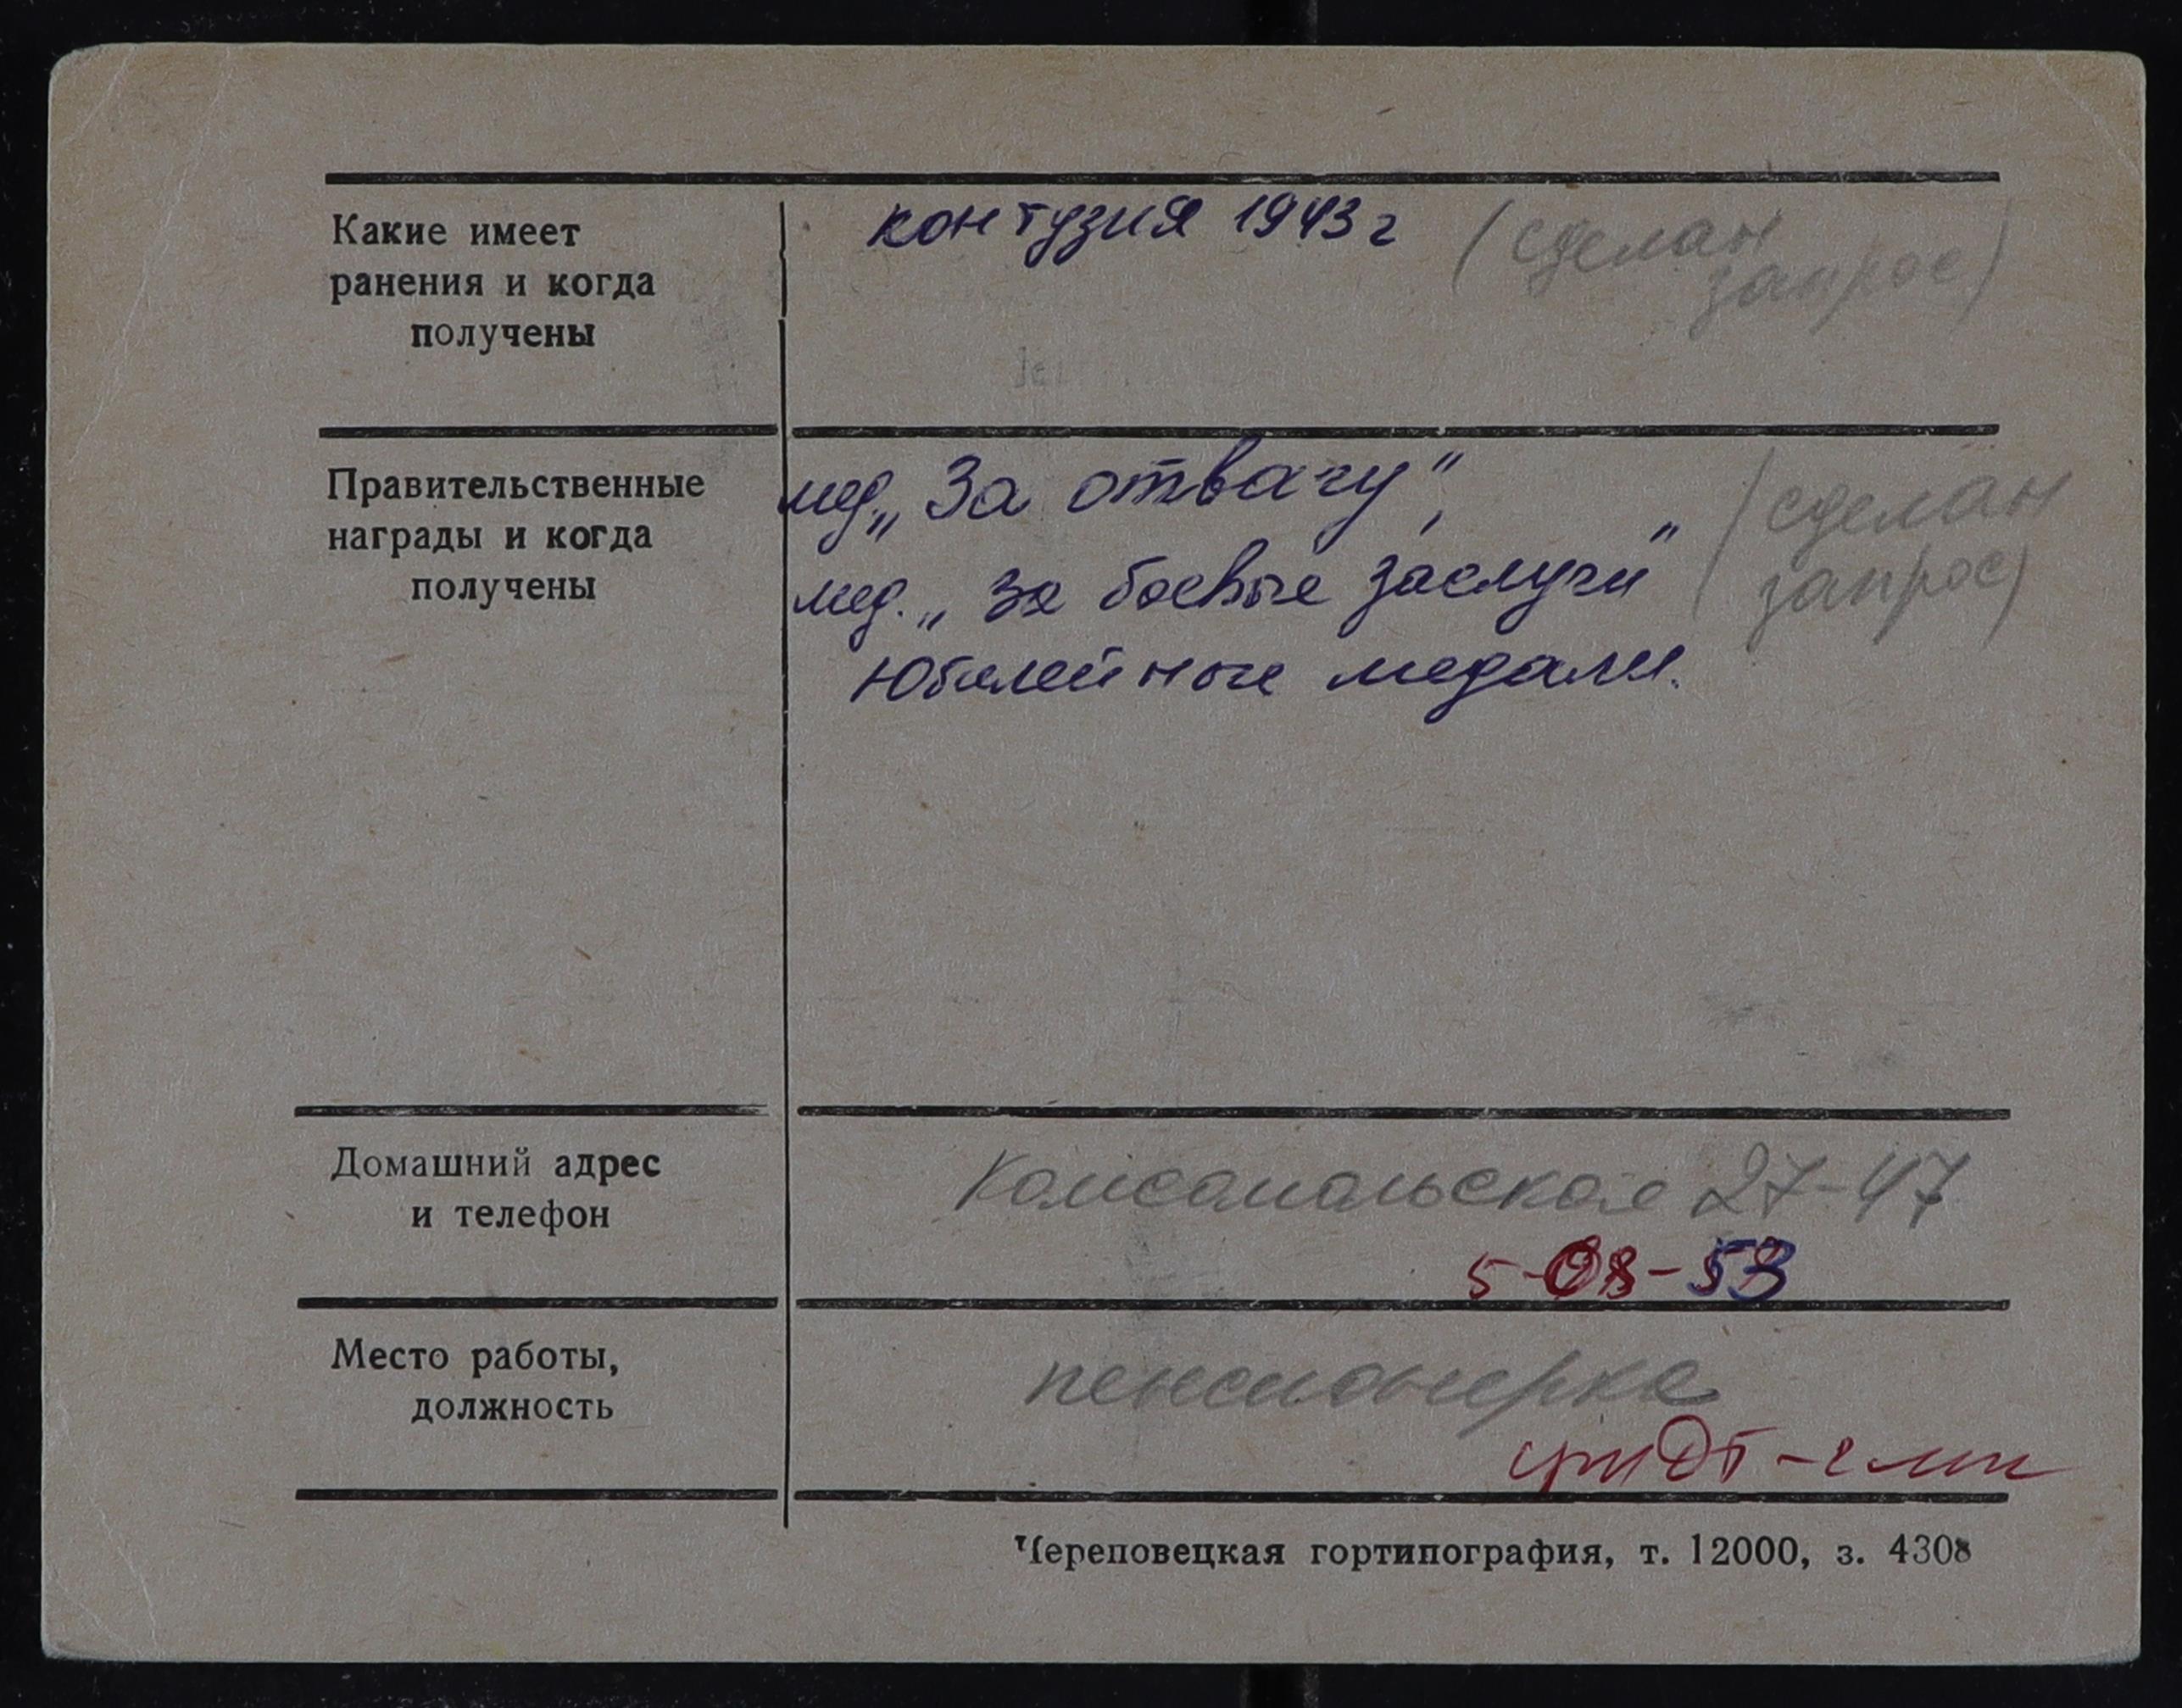 Какие имеет
ранения и когда
получены
контузия 1943 г (сделан
запрос)
Правительственные
награды и когда
получены
мед. „За отвагу",
мед. „за боевые заслуги"
юбилейные медали.
(сделан
запрос)
Домашний адрес
и телефон
Комсомольская 27-47
5-08-53
Место работы,
должность
пенсионерка
Череповецкая гортипография, т. 12000, з. 4308